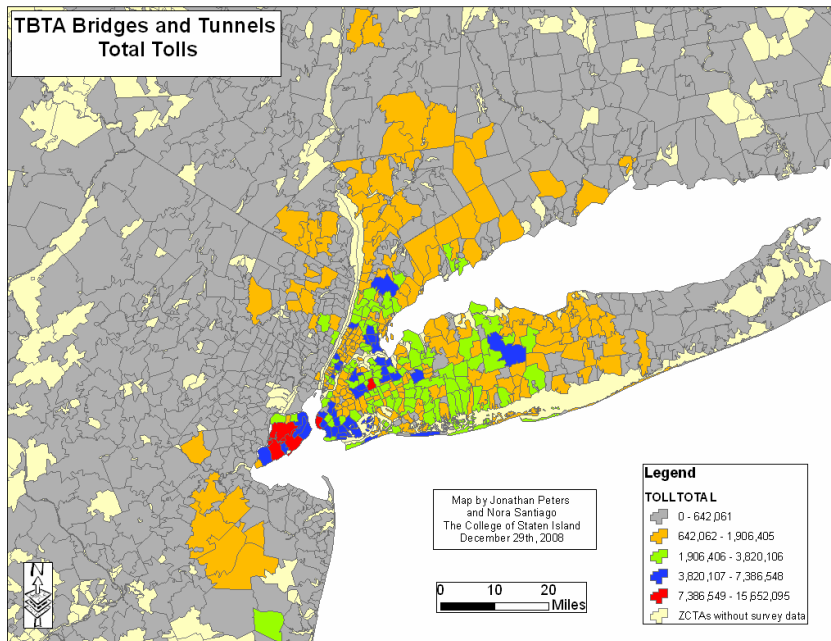 TBTA Bridges and Tunnels
Total Tolls
Map by Jonathan Peters
and Nora Santiago
The College of Staten Island
December 29th, 2008
0 10 20
Miles
N
Legend
TOLLTOTAL
0 - 642,061
642,062 - 1,906,405
1,906,406 - 3,820,106
3,820,107 - 7,386,548
7,386,549 - 15,652,095
ZCTAs without survey data